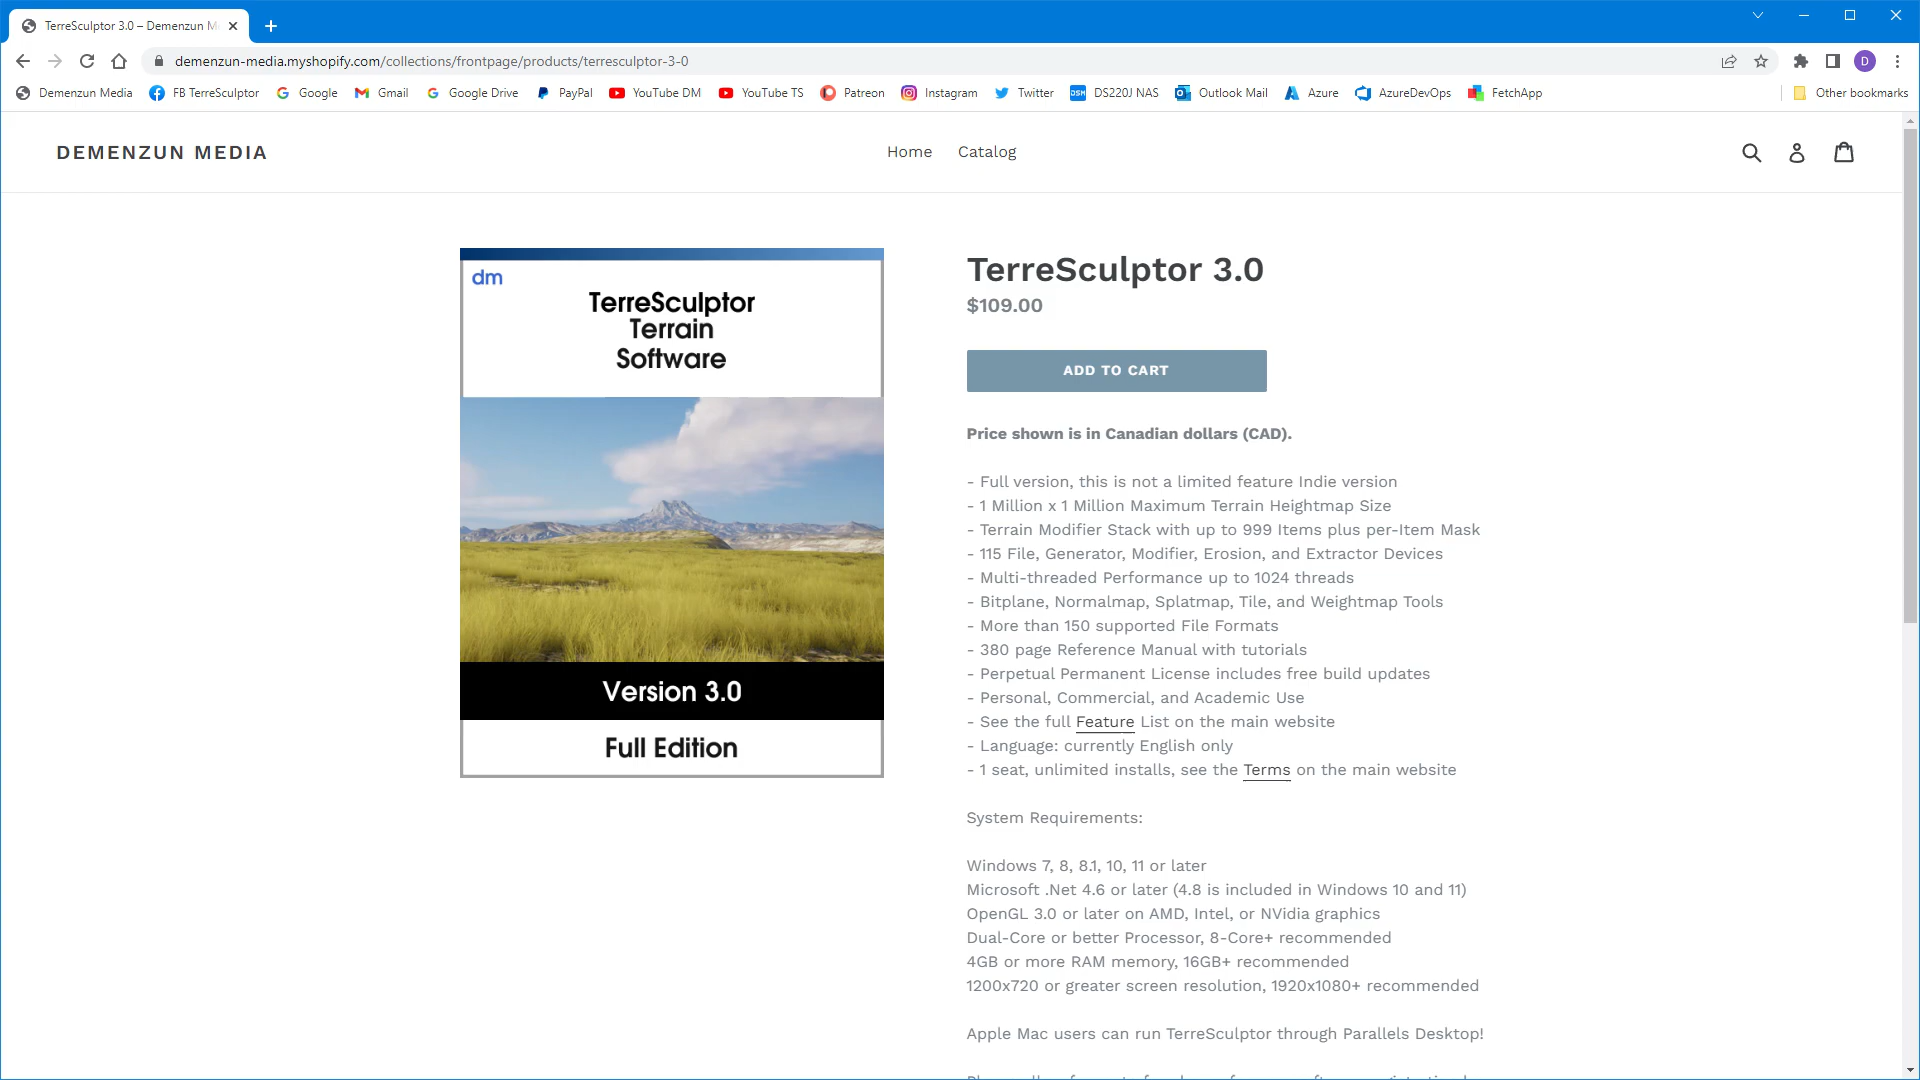 TerreSculptor 3.0 – Demenzun M
demenzun-media.myshopify.com/collections/frontpage/products/terresculptor-3-0
D
Demenzun Media
FB TerreSculptor
Google
Gmail
Google Drive
PayPal
YouTube DM
YouTube TS
Patreon
Instagram
Twitter
DSM
DS220J NAS
Outlook Mail
Azure
AzureDevOps
FetchApp
Other bookmarks
DEMENZUN MEDIA
Home
Catalog
dm
TerreSculptor
Terrain
Software
Version 3.0
Full Edition
TerreSculptor 3.0
$109.00
ADD TO CART
Price shown is in Canadian dollars (CAD).
- Full version, this is not a limited feature Indie version
- 1 Million x 1 Million Maximum Terrain Heightmap Size
- Terrain Modifier Stack with up to 999 Items plus per-Item Mask
- 115 File, Generator, Modifier, Erosion, and Extractor Devices
- Multi-threaded Performance up to 1024 threads
- Bitplane, Normalmap, Splatmap, Tile, and Weightmap Tools
- More than 150 supported File Formats
- 380 page Reference Manual with tutorials
- Perpetual Permanent License includes free build updates
- Personal, Commercial, and Academic Use
- See the full Feature List on the main website
- Language: currently English only
- 1 seat, unlimited installs, see the Terms on the main website
System Requirements:
Windows 7, 8, 8.1, 10, 11 or later
Microsoft .Net 4.6 or later (4.8 is included in Windows 10 and 11)
OpenGL 3.0 or later on AMD, Intel, or NVidia graphics
Dual-Core or better Processor, 8-Core+ recommended
4GB or more RAM memory, 16GB+ recommended
1200x720 or greater screen resolution, 1920x1080+ recommended
Apple Mac users can run TerreSculptor through Parallels Desktop!